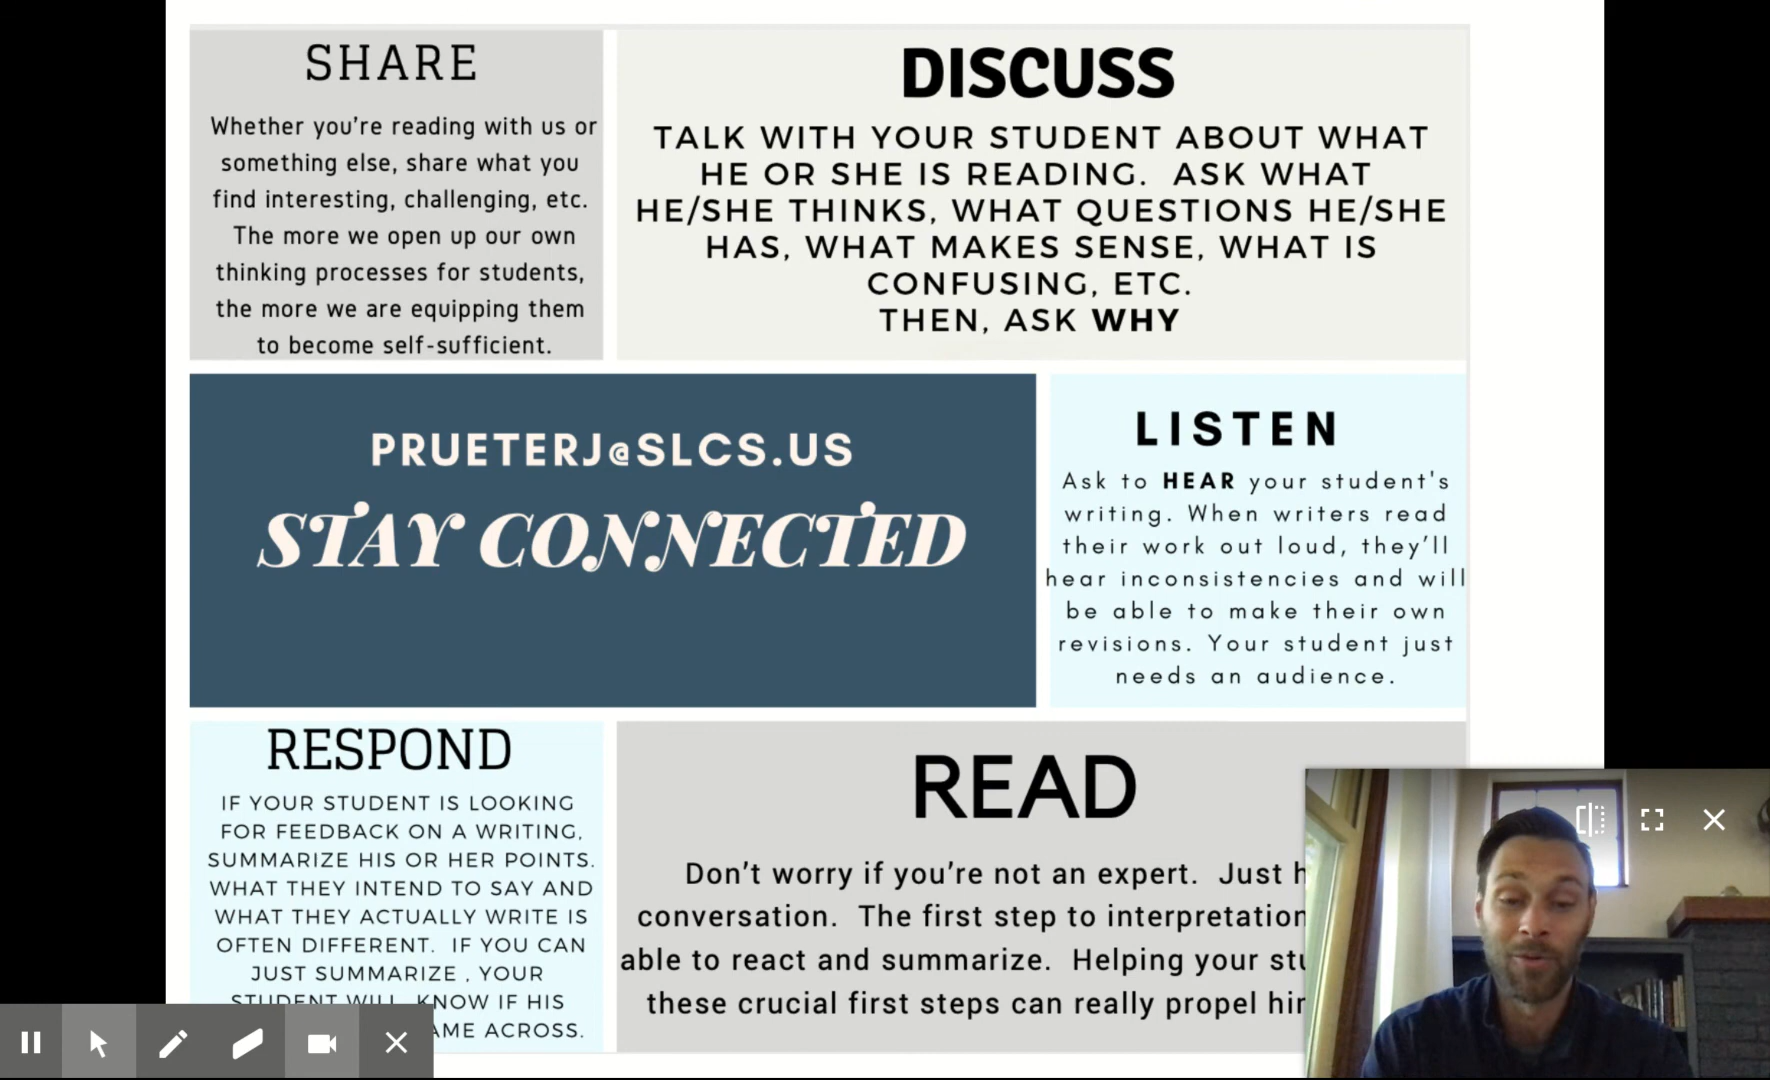 SHARE
Whether you're reading with us or
something else, share what you
find interesting, challenging, etc.
The more we open up our own
thinking processes for students,
the more we are equipping them
to become self-sufficient.
DISCUSS
TALK WITH YOUR STUDENT ABOUT WHAT
HE OR SHE IS READING. ASK WHAT
HE/SHE THINKS, WHAT QUESTIONS HE/SHE
HAS, WHAT MAKES SENSE, WHAT IS
CONFUSING, ETC.
THEN, ASK WHY
PRUETERJ@SLCS.US
STAY CONNECTED
LISTEN
Ask to HEAR your student's
writing. When writers read
their work out loud, they'll
hear inconsistencies and will
be able to make their own
revisions. Your student just
needs an audience.
RESPOND
IF YOUR STUDENT IS LOOKING
FOR FEEDBACK ON A WRITING,
SUMMARIZE HIS OR HER POINTS.
WHAT THEY INTEND TO SAY AND
WHAT THEY ACTUALLY WRITE IS
OFTEN DIFFERENT. IF YOU CAN
JUST SUMMARIZE , YOUR
STUDENT WILL KNOW IF HIS
ACROSS.
READ
Don't worry if you're not an expert. Just
conversation. The first step to interpretation
able to react and summarize. Helping your
these crucial first steps can really propel